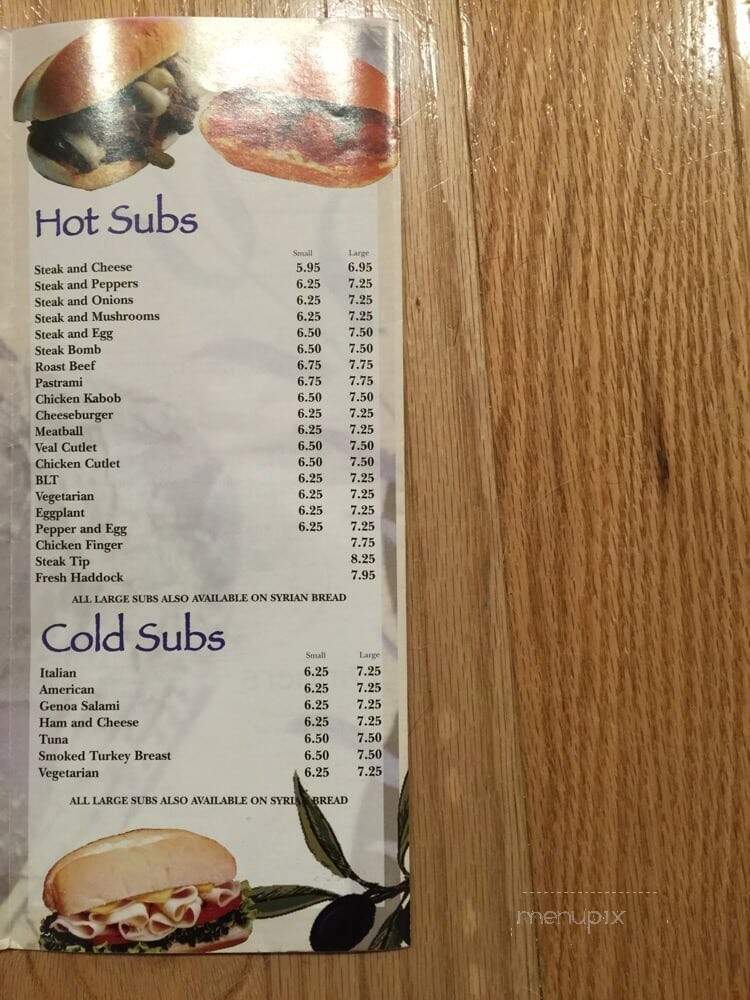 Hot Subs
Small Large
Steak and Cheese 5.95 6.95
Steak and Peppers 6.25 7.25
Steak and Onions 6.25 7.25
Steak and Mushrooms 6.25 7.25
Steak and Egg 6.50 7.50
Steak Bomb 6.50 7.50
Roast Beef 6.75 7.75
Pastrami 6.75 7.75
Chicken Kabob 6.50 7.50
Cheeseburger 6.25 7.25
Meatball 6.25 7.25
Veal Cutlet 6.50 7.50
Chicken Cutlet 6.50 7.50
BLT 6.25 7.25
Vegetarian 6.25 7.25
Eggplant 6.25 7.25
Pepper and Egg 6.25 7.25
Chicken Finger 7.75
Steak Tip 8.25
Fresh Haddock 7.95
ALL LARGE SUBS ALSO AVAILABLE ON SYRIAN BREAD
Cold Subs
Small Large
Italian 6.25 7.25
American 6.25 7.25
Genoa Salami 6.25 7.25
Ham and Cheese 6.25 7.25
Tuna 6.50 7.50
Smoked Turkey Breast 6.50 7.50
Vegetarian 6.25 7.25
ALL LARGE SUBS ALSO AVAILABLE ON SYRIAN BREAD
menupix